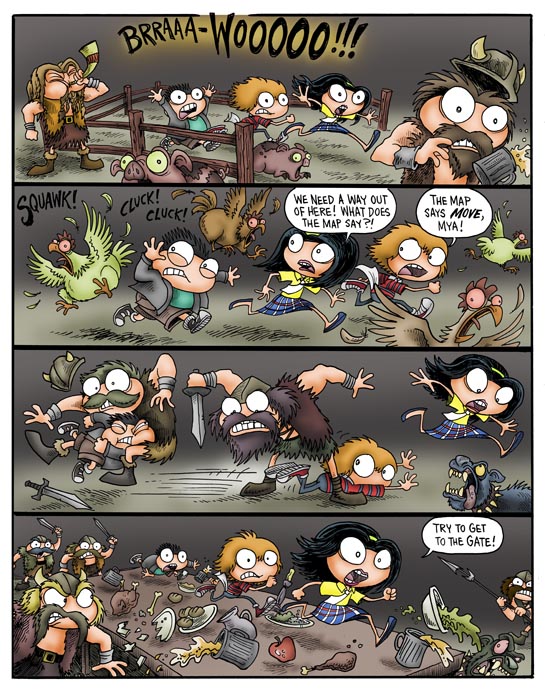 BRRAAA-WOOOOO!!!
SQUAWK!
CLUCK!
CLUCK!
WE NEED A WAY OUT
OF HERE! WHAT DOES
THE MAP SAY?!
THE MAP
SAYS MOVE,
MYA!
TRY TO GET
TO THE GATE!